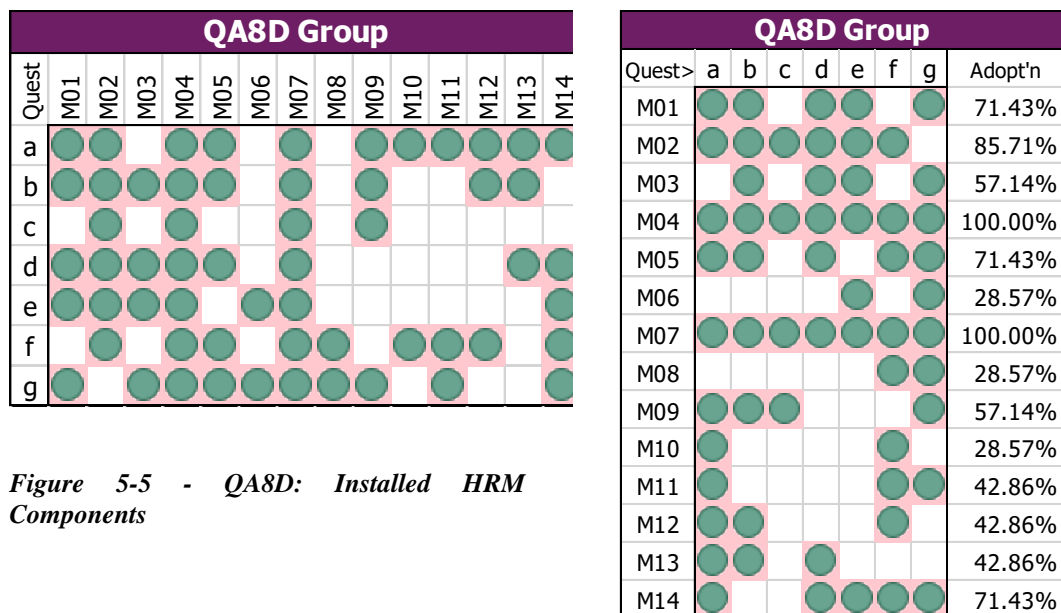 QA8D Group
Quest M01 M02 M03 M04 M05 M06 M07 M08 M09 M10 M11 M12 M13 M14
a
b
c
d
e
f
g
Figure 5-5 - QA8D: Installed HRM
Components
QA8D Group
Quest> a b c d e f g Adopt'n
M01 71.43%
M02 85.71%
M03 57.14%
M04 100.00%
M05 71.43%
M06 28.57%
M07 100.00%
M08 28.57%
M09 57.14%
M10 28.57%
M11 42.86%
M12 42.86%
M13 42.86%
M14 71.43%